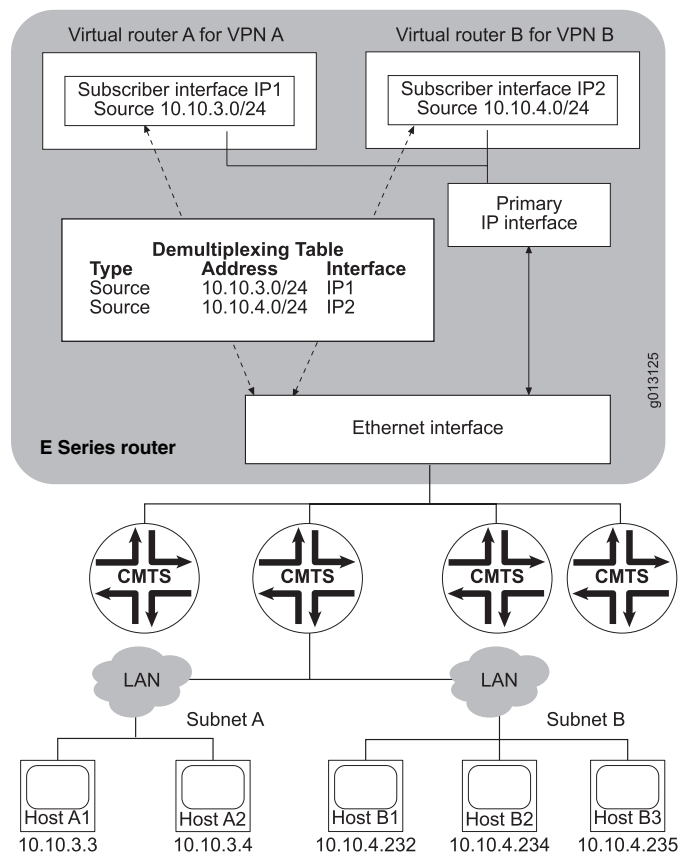 Virtual router A for VPN A
Virtual router B for VPN B
Subscriber interface IP1
Source 10.10.3.0/24
Subscriber interface IP2
Source 10.10.4.0/24
Primary
IP interface
Demultiplexing Table
Type Address Interface
Source 10.10.3.0/24 IP1
Source 10.10.4.0/24 IP2
g013125
Ethernet interface
E Series router
CMTS
CMTS
CMTS
CMTS
LAN
LAN
Subnet A
Subnet B
Host A1
Host A2
Host B1
Host B2
Host B3
10.10.3.3
10.10.3.4
10.10.4.232
10.10.4.234
10.10.4.235